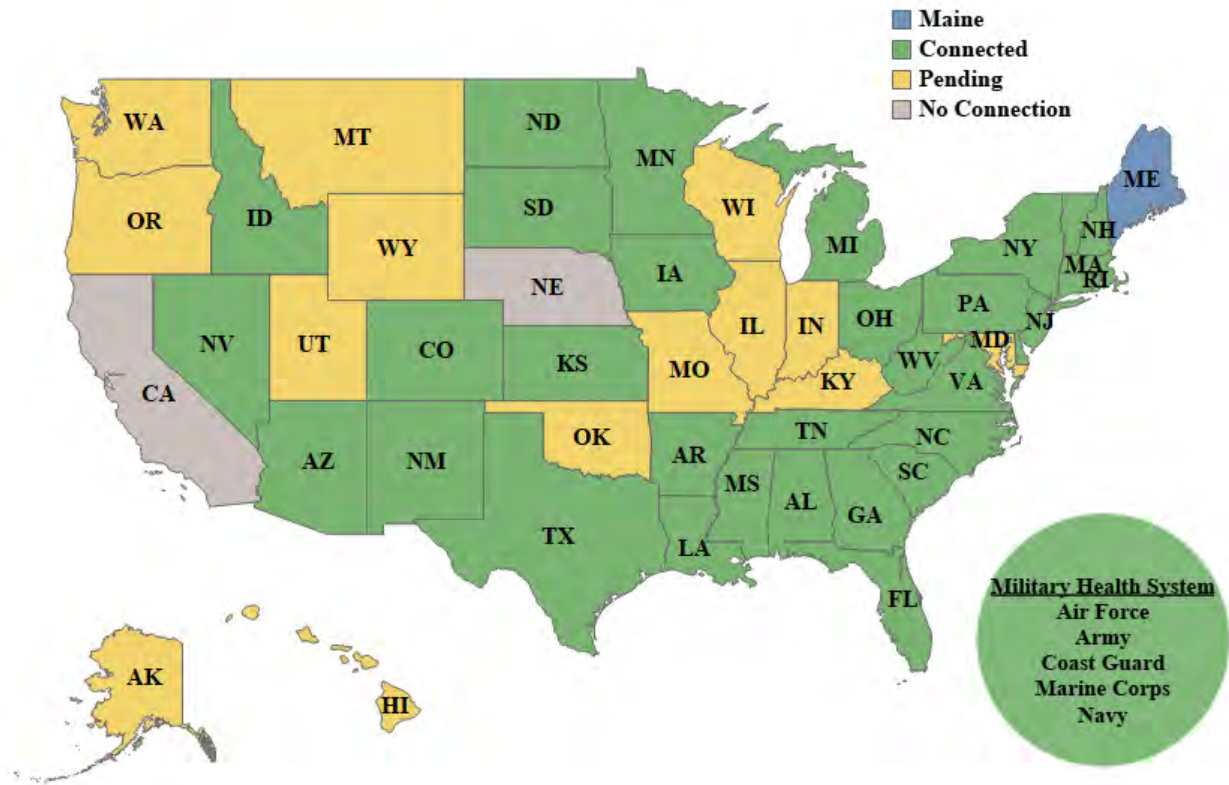 Maine
Connected
Pending
No Connection
WA
MT
ND
MN
ME
OR
ID
SD
WI
NH
WY
MI
NY
MA
RI
NE
IA
PA
NJ
NV
UT
CO
IL
IN
OH
MD
KS
MO
WV
VA
KY
CA
AZ
NM
OK
AR
TN
NC
SC
MS
AL
GA
TX
LA
FL
AK
HI
Military Health System
Air Force
Army
Coast Guard
Marine Corps
Navy